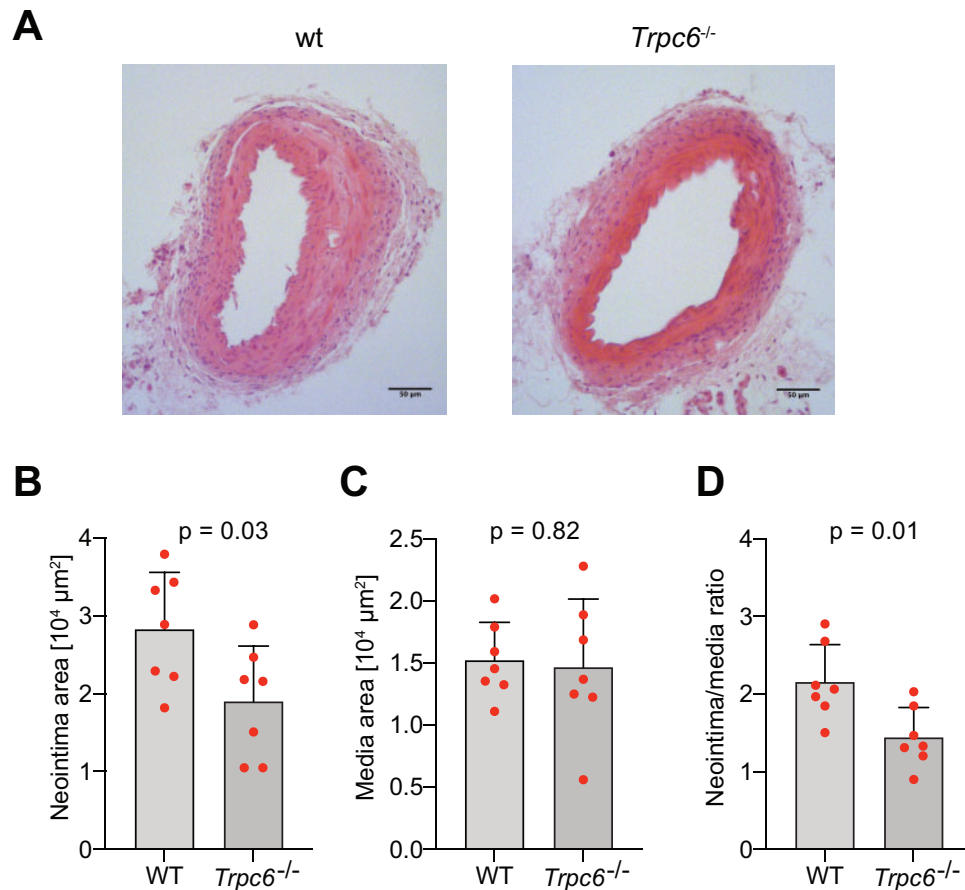 A
wt
Trpc6-/-
50 µm
50 µm
B
C
D
p = 0.03
p = 0.82
p = 0.01
Neointima area [10⁴ µm²]
4
3
2
1
0
WT
Trpc6-/-
Media area [10⁴ µm²]
2.5
2.0
1.5
1.0
0.5
0.0
WT
Trpc6-/-
Neointima/media ratio
4
3
2
1
0
WT
Trpc6-/-